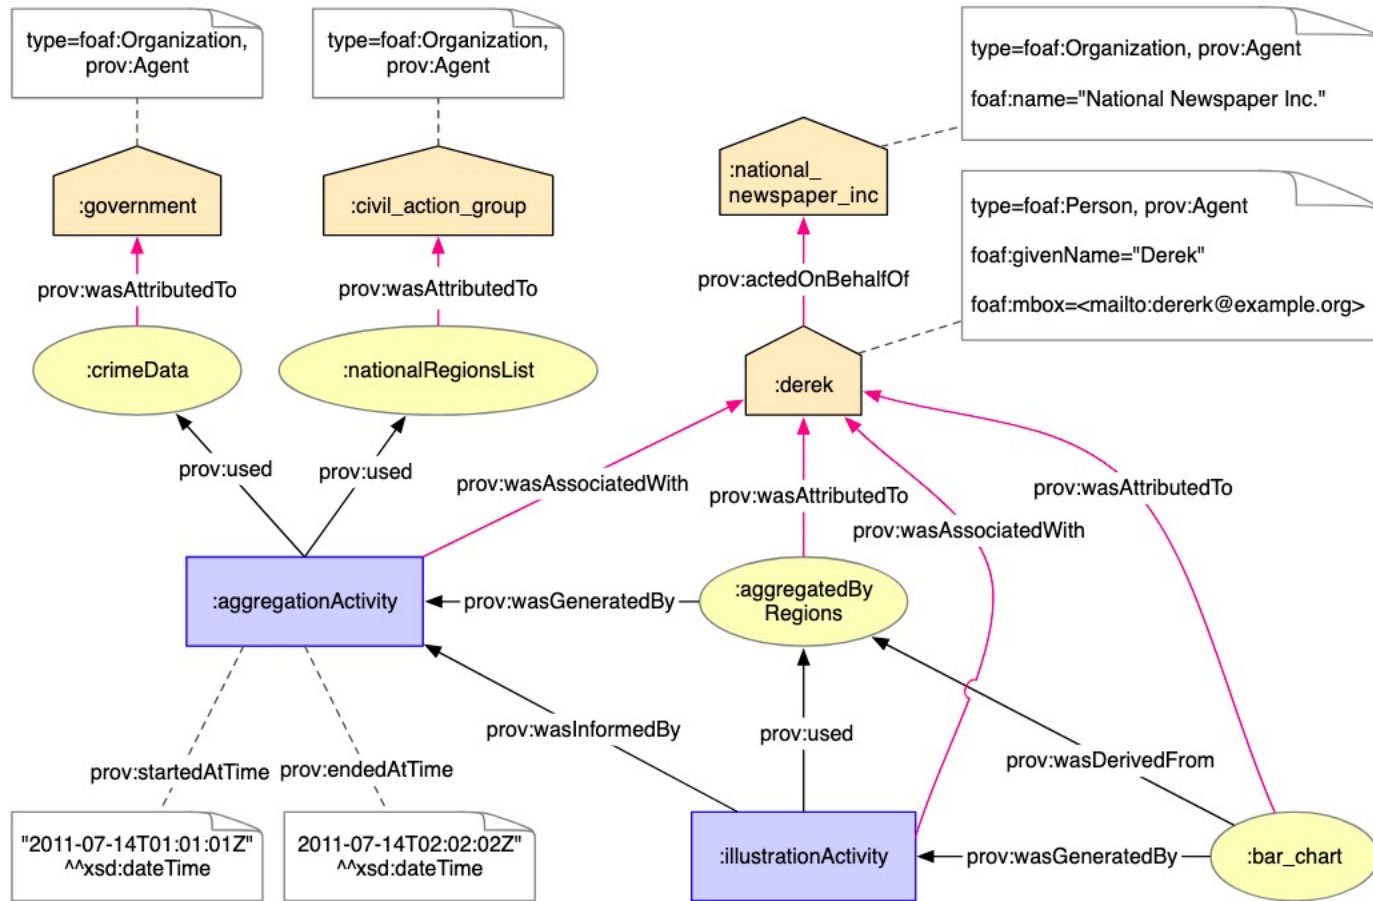 type=foaf:Organization,
prov:Agent
type=foaf:Organization,
prov:Agent
type=foaf:Organization, prov:Agent
foaf:name="National Newspaper Inc."
:government
:civil_action_group
:national_
newspaper_inc
type=foaf:Person, prov:Agent
foaf:givenName="Derek"
foaf:mbox=<mailto:dererk@example.org>
prov:wasAttributedTo
prov:wasAttributedTo
prov:actedOnBehalfOf
:crimeData
:nationalRegionsList
:derek
prov:used
prov:used
prov:wasAssociatedWith
prov:wasAttributedTo
prov:wasAttributedTo
prov:wasAssociatedWith
:aggregationActivity
prov:wasGeneratedBy
:aggregatedBy
Regions
prov:wasInformedBy
prov:used
prov:wasDerivedFrom
prov:startedAtTime
prov:endedAtTime
"2011-07-14T01:01:01Z"
^^xsd:dateTime
2011-07-14T02:02:02Z"
^^xsd:dateTime
:illustrationActivity
prov:wasGeneratedBy
:bar_chart